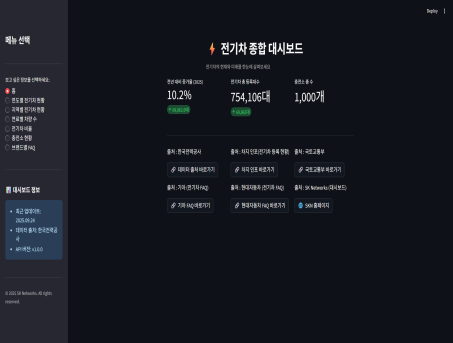 Deploy
메뉴 선택
보고 싶은 정보를 선택하세요:
홈
연도별 전기차 현황
지역별 전기차 현황
연료별 차량 수
전기차 비율
충전소 현황
브랜드별 FAQ
대시보드 정보
최근 업데이트: 2025.09.24
데이터 출처: 한국전력공사
API 버전: v.1.0.0
© 2025 SK Networks. All rights reserved.
전기차 종합 대시보드
전년 대비 증가율 (2025)
10.2%
전기차 총 등록대수
754,106대
충전소 총 수
1,000개
출처 : 한국전력공사
데이터 출처 바로가기
출처 : 차지 인포 (전기차 등록 현황)
차지 인포 바로가기
출처 : 국토교통부
국토교통부 바로가기
출처 : 기아 (전기차 FAQ)
기아 FAQ 바로가기
출처 : 현대자동차 (전기차 FAQ)
현대자동차 FAQ 바로가기
출처 : SK Networks (대시보드)
SKN 홈페이지